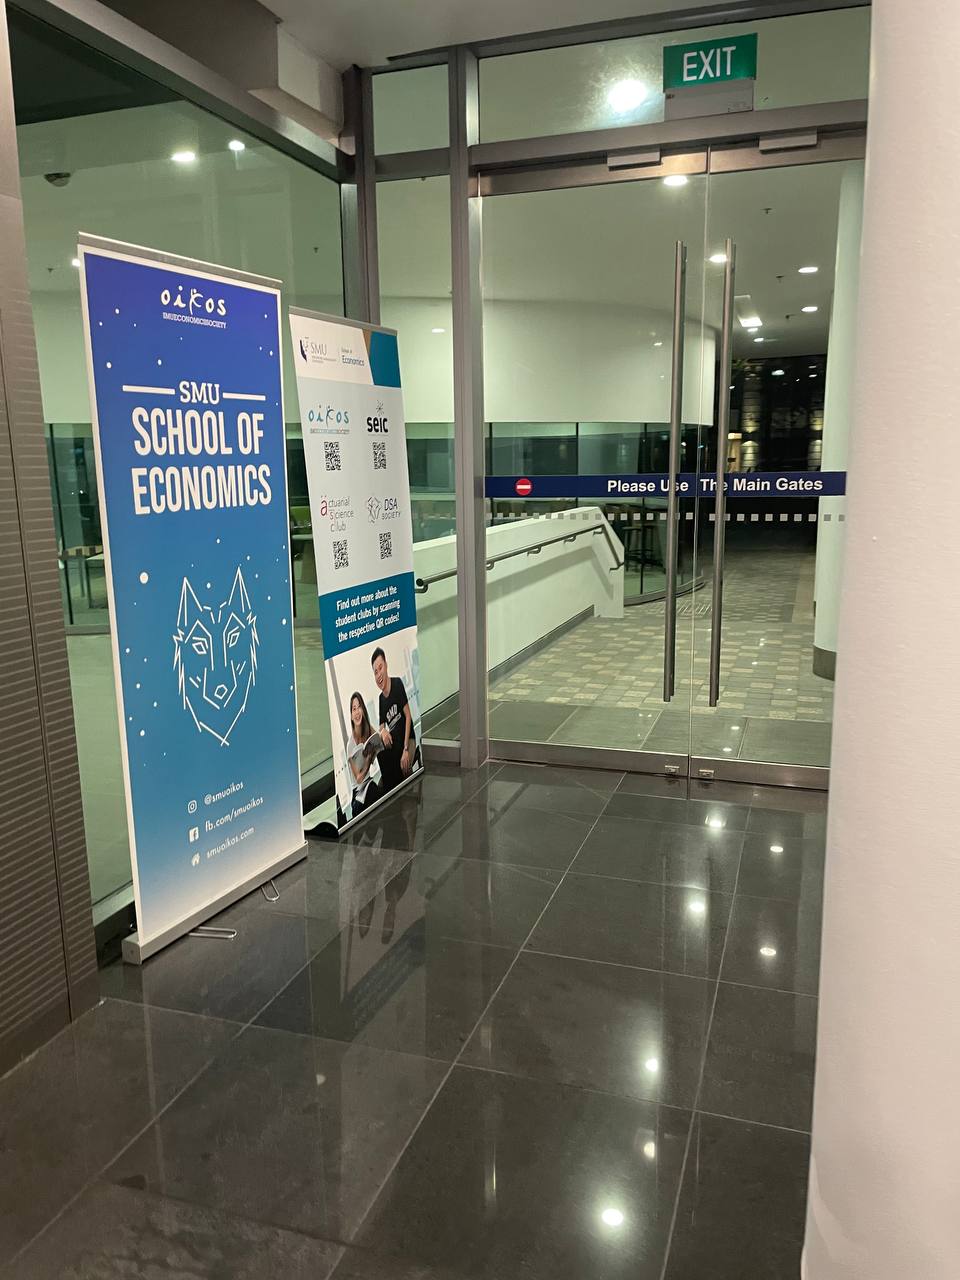 EXIT
oikos
SMUECONOMICSSOCIETY
SMU
SCHOOL OF
ECONOMICS
@smuoikos
fb.com/smuoikos
smuoikos.com
SMU
School of
Economics
oikos
seic
actuarial
science
club
DSA
SOCIETY
Find out more about the
student clubs by scanning
the respective QR codes!
SMU
Please Use The Main Gates